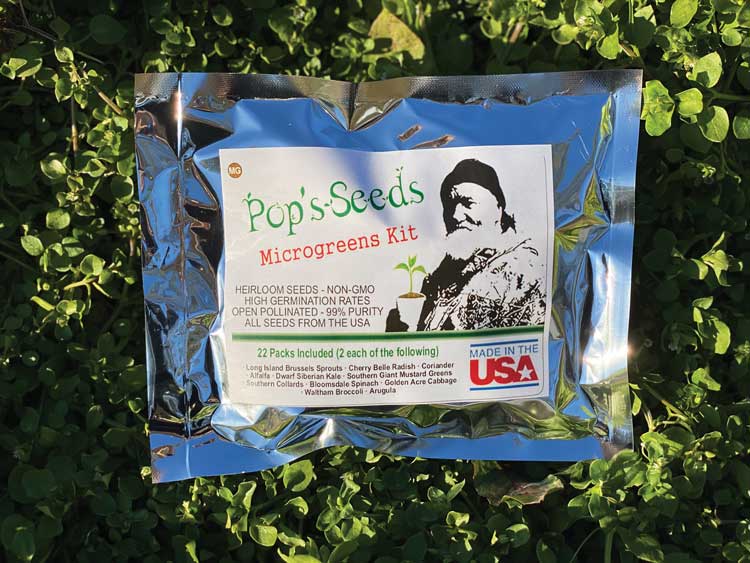 MG
Pop's-Seeds
Microgreens Kit
HEIRLOOM SEEDS - NON-GMO
HIGH GERMINATION RATES
OPEN POLLINATED - 99% PURITY
ALL SEEDS FROM THE USA
22 Packs Included (2 each of the following)
·Long Island Brussels Sprouts · Cherry Belle Radish · Coriander
· Alfalfa · Dwarf Siberian Kale · Southern Giant Mustard Greens
·Southern Collards · Bloomsdale Spinach · Golden Acre Cabbage
· Waltham Broccoli · Arugula
MADE IN THE
USA